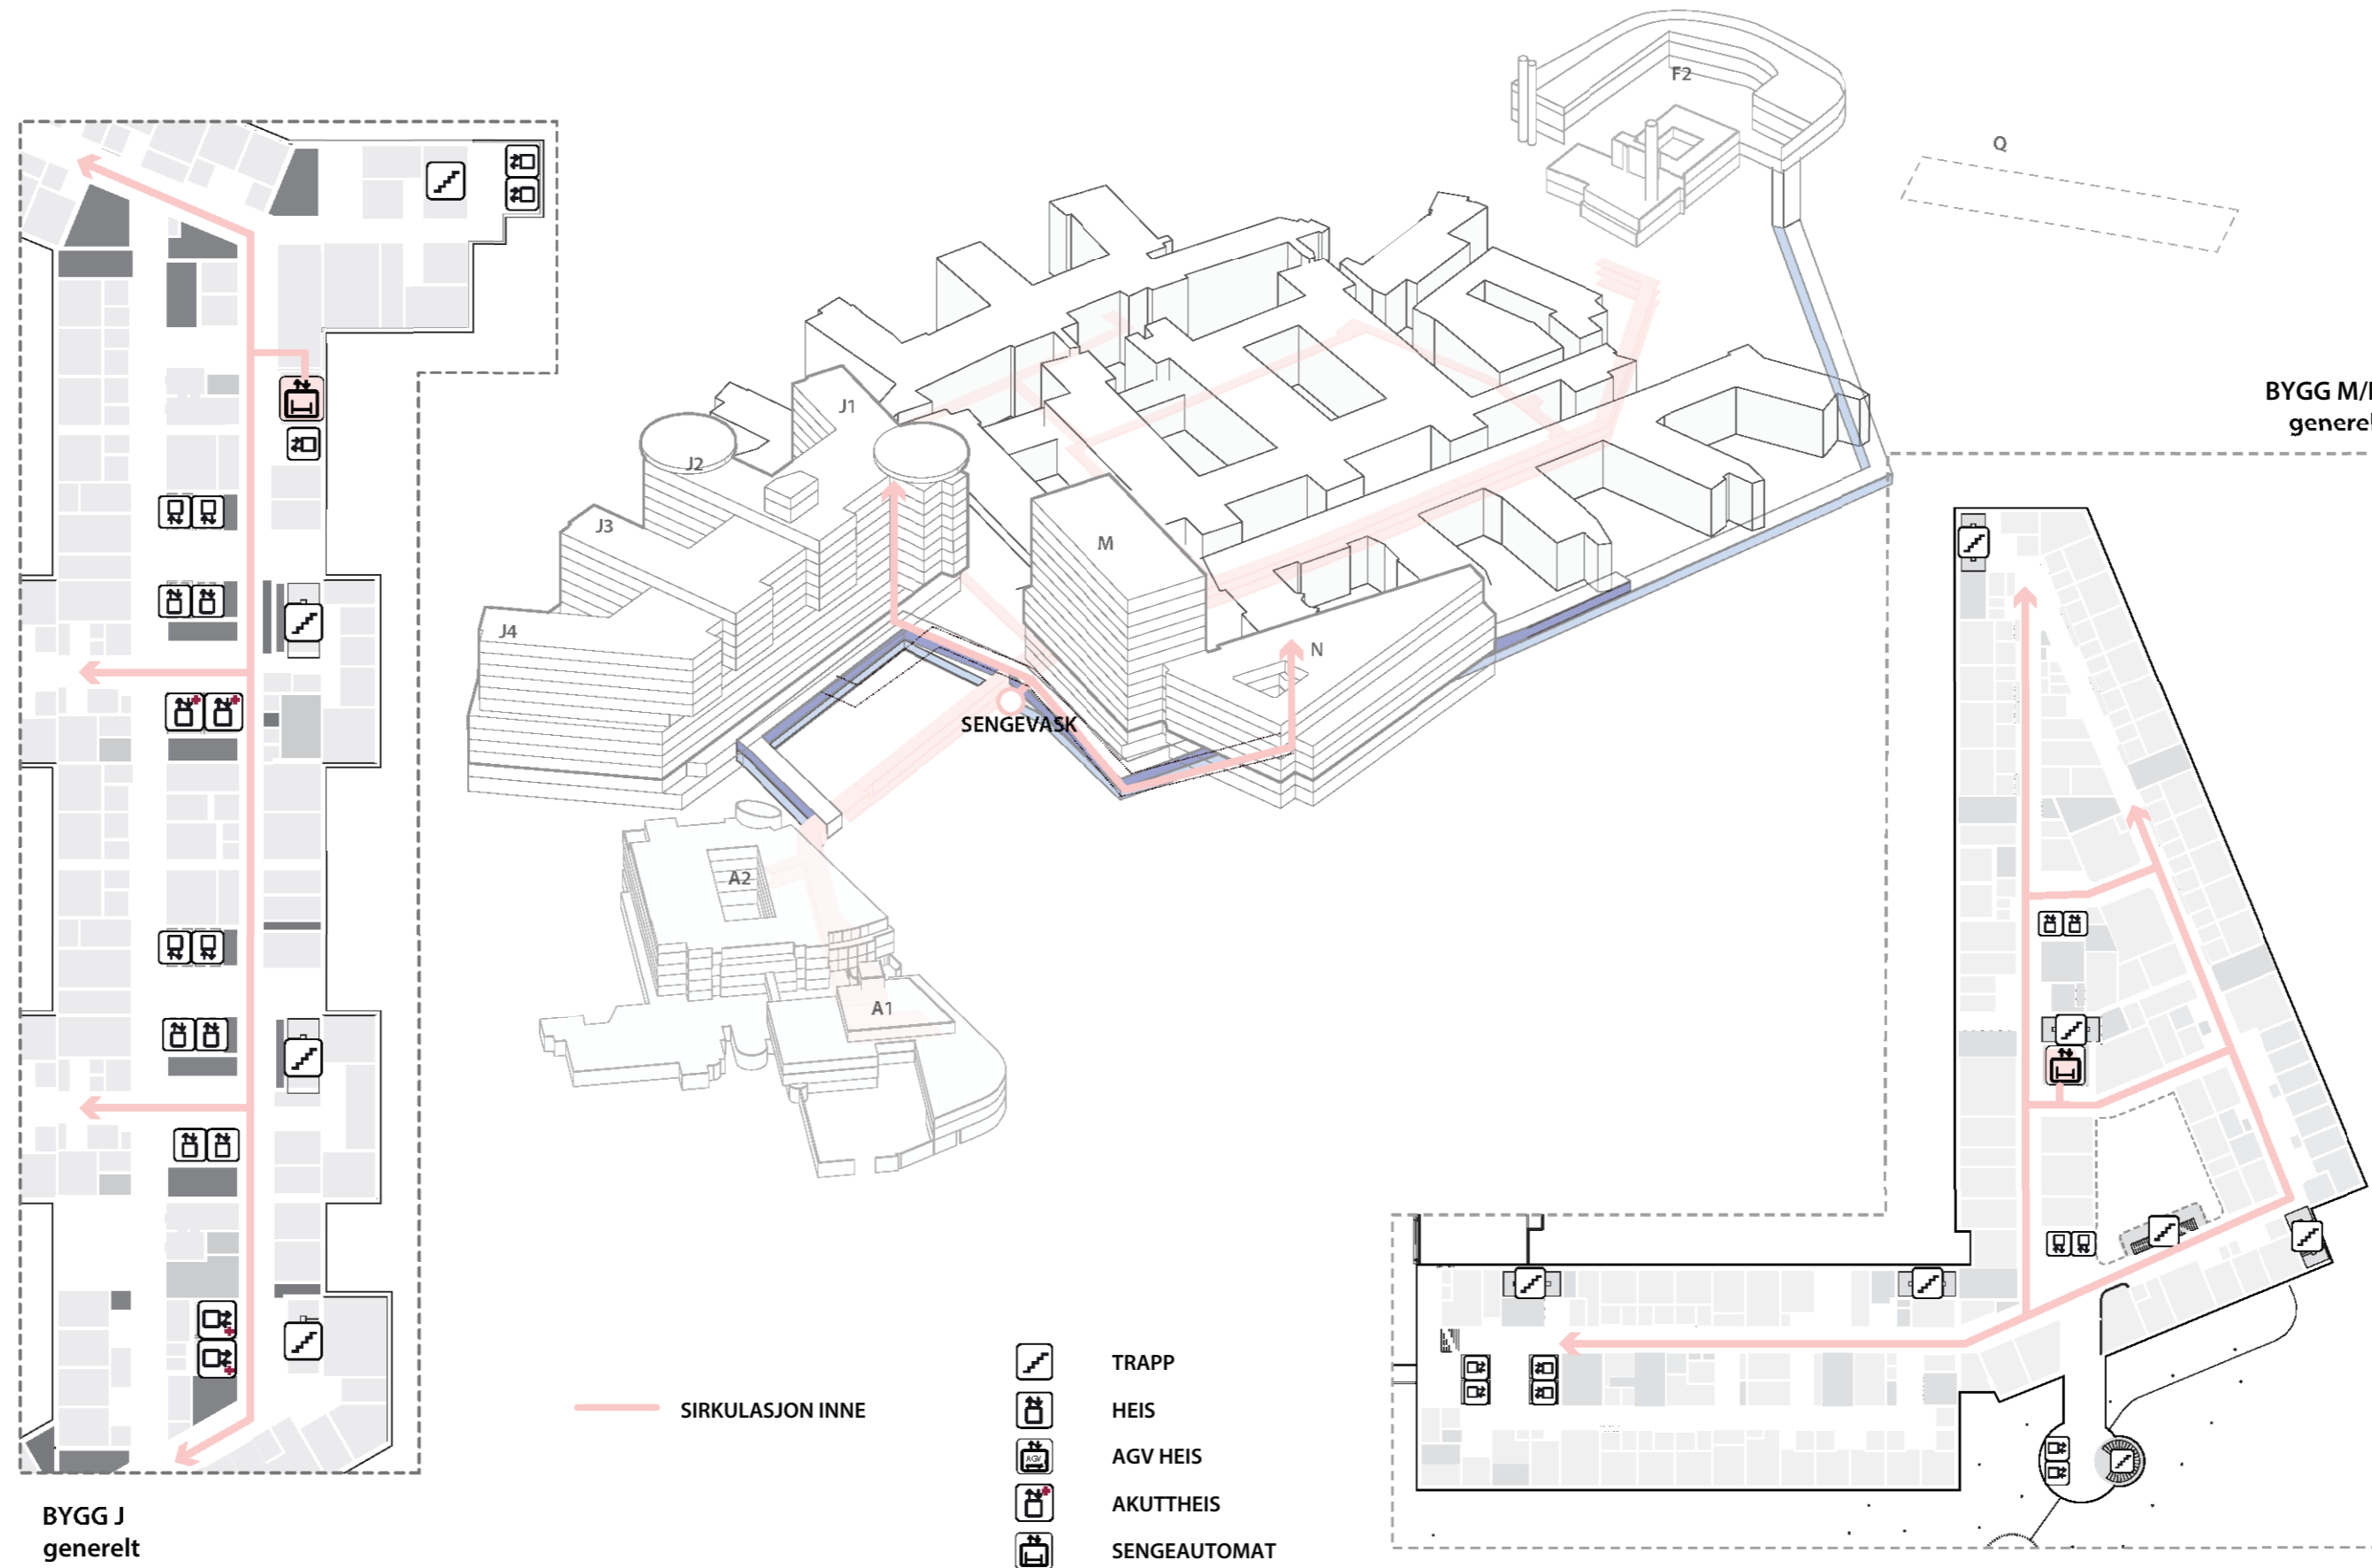 F2
Q
BYGG M/
generel
J1
J2
J3
M
J4
N
SENGEVASK
A2
A1
TRAPP
SIRKULASJON INNE
HEIS
AGV
AGV HEIS
AKUTTHEIS
SENGEAUTOMAT
BYGG J
generelt